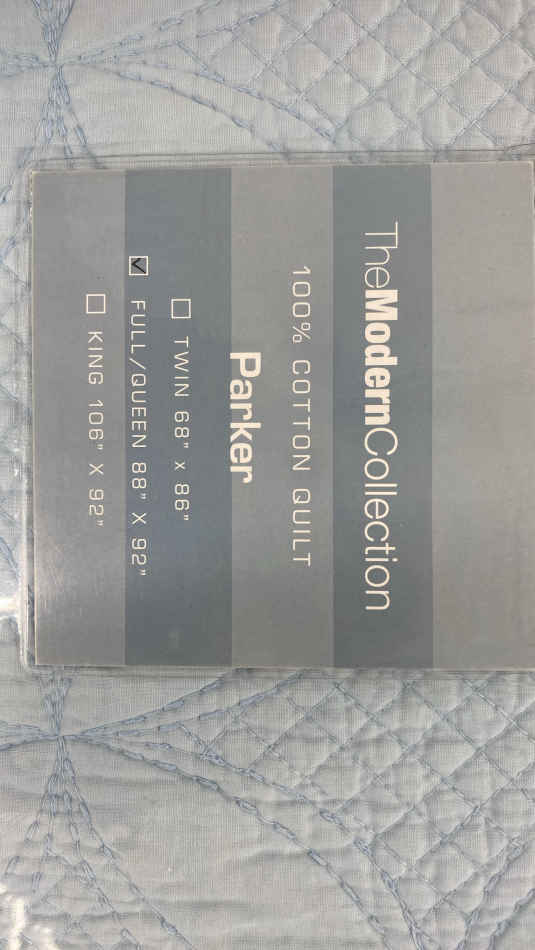 TheModernCollection
100% COTTON QUILT
Parker
TWIN 68" x 86"
FULL/QUEEN 88" X 92"
KING 106" X 92"